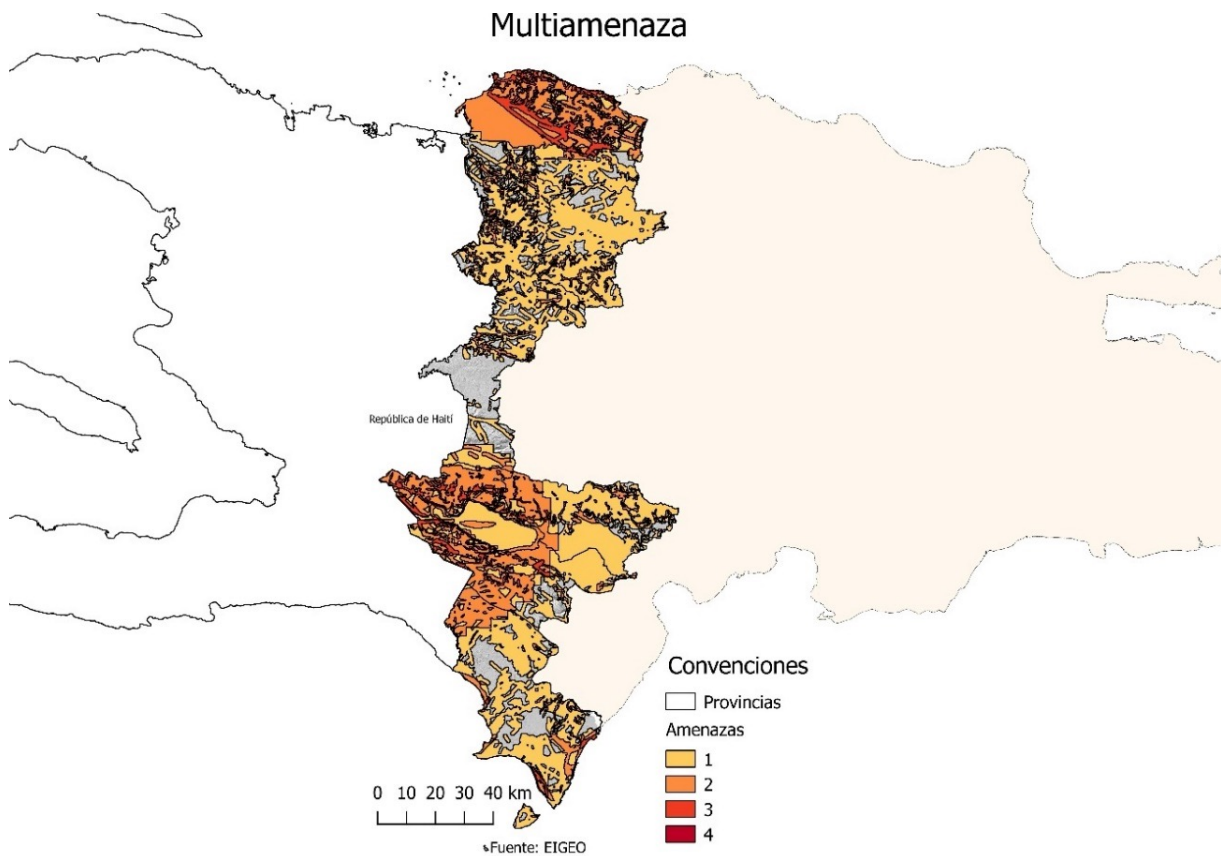 Multiamenaza
República de Haití
Convenciones
Provincias
Amenazas
1
2
3
4
0 10 20 30 40 km
Fuente: EIGEO